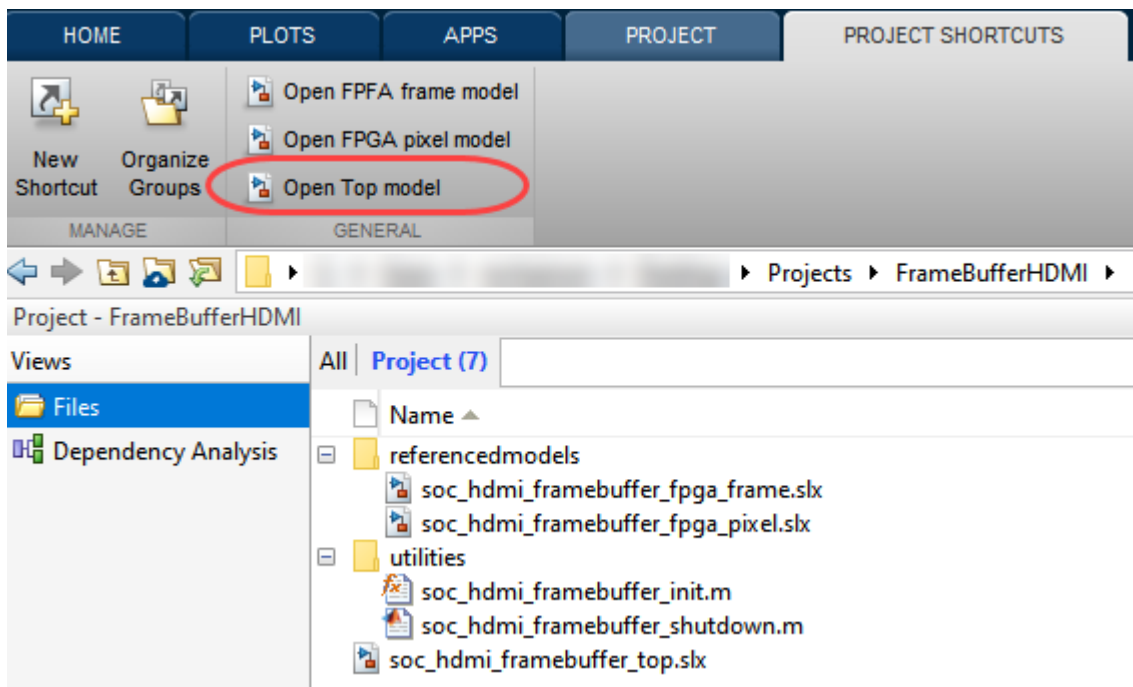 HOME PLOTS APPS PROJECT PROJECT SHORTCUTS
New Shortcut
Organize Groups
Open FPFA frame model
Open FPGA pixel model
Open Top model
MANAGE GENERAL
Projects FrameBufferHDMI
Project - FrameBufferHDMI
Views
Files
Dependency Analysis
All Project (7)
Name
referencedmodels
soc_hdmi_framebuffer_fpga_frame.slx
soc_hdmi_framebuffer_fpga_pixel.slx
utilities
soc_hdmi_framebuffer_init.m
soc_hdmi_framebuffer_shutdown.m
soc_hdmi_framebuffer_top.slx